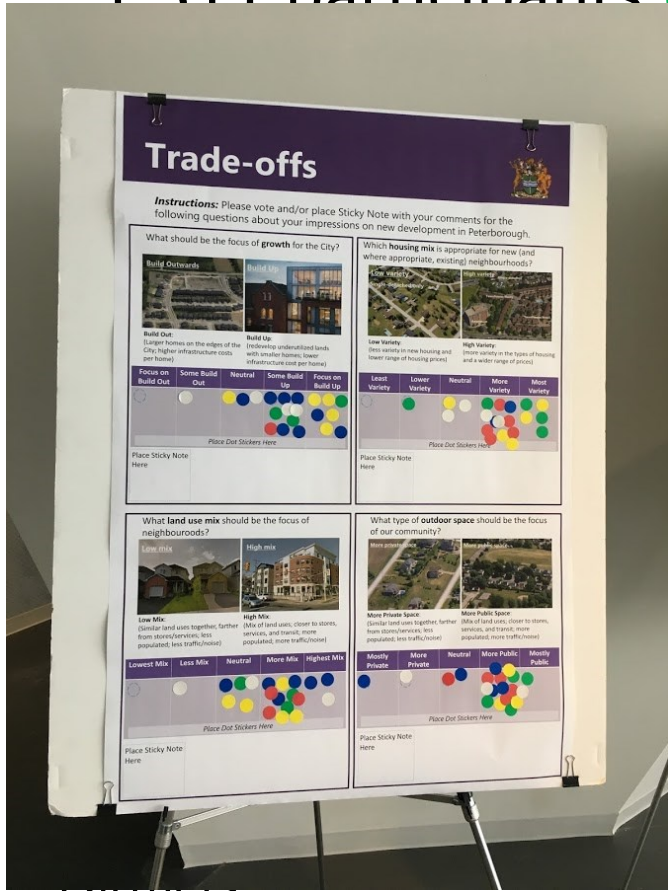 Trade-offs
Instructions: Please vote and/or place Sticky Note with your comments for the
following questions about your impressions on new development in Peterborough.
What should be the focus of growth for the City?
Build Outwards
Build Up
Build Out:
(Larger homes on the edges of the
City; higher infrastructure costs
per home)
Build Up:
(redevelop underutilized lands
with smaller homes; lower
infrastructure cost per home)
Focus on
Build Out
Some Build
Out
Neutral
Some Build
Up
Focus on
Build Up
Place Dot Stickers Here
Place Sticky Note
Here
Which housing mix is appropriate for new (and
where appropriate, existing) neighbourhoods?
Low variety
High variety
Low Variety:
(less variety in new housing and
lower range of housing prices)
High Variety:
(more variety in the types of housing
and a wider range of prices)
Least
Variety
Lower
Variety
Neutral
More
Variety
Most
Variety
Place Dot Stickers Here
Place Sticky Note
Here
What land use mix should be the focus of
neighbouroods?
Low mix
High mix
Low Mix:
(Similar land uses together, farther
from stores/services; less
populated; less traffic/noise)
High Mix:
(Mix of land uses; closer to stores,
services, and transit; more
populated; more traffic/noise)
Lowest Mix
Less Mix
Neutral
More Mix
Highest Mix
Place Dot Stickers Here
Place Sticky Note
Here
What type of outdoor space should be the focus
of our community?
More private space
More public space
More Private Space:
(Similar land uses together, farther
from stores/services; less
populated; less traffic/noise)
More Public Space:
(Mix of land uses; closer to stores,
services, and transit; more
populated; more traffic/noise)
Mostly
Private
More
Private
Neutral
More Public
Mostly
Public
Place Dot Stickers Here
Place Sticky Note
Here